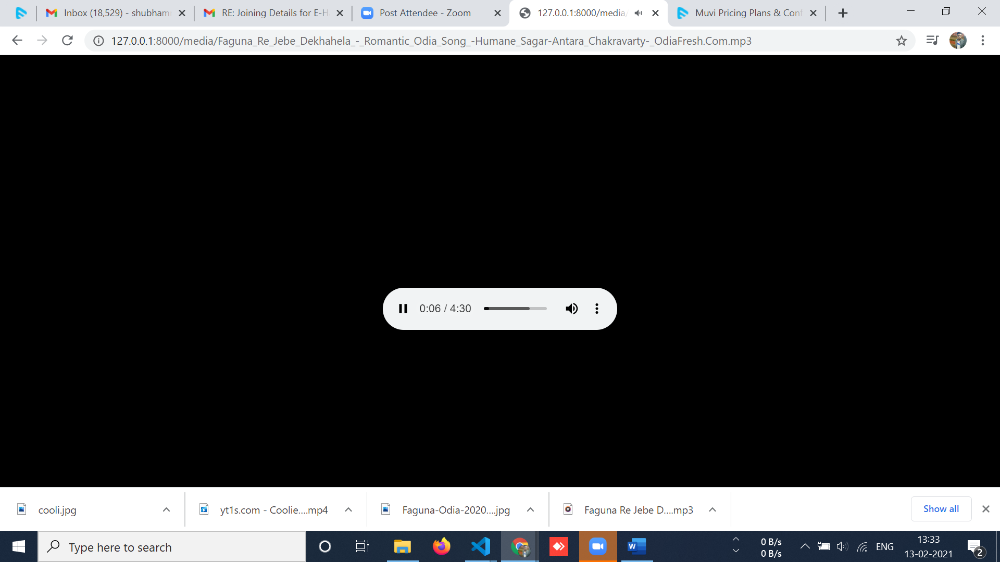 Inbox (18,529) - shubham
RE: Joining Details for E-H
Post Attendee - Zoom
127.0.0.1:8000/media/
Muvi Pricing Plans & Conf
127.0.0.1:8000/media/Faguna_Re_Jebe_Dekhahela_-_Romantic_Odia_Song_-Humane_Sagar-Antara_Chakravarty-_OdiaFresh.Com.mp3
0:06 / 4:30
cooli.jpg
yt1s.com - Coolie....mp4
Faguna-Odia-2020....jpg
Faguna Re Jebe D....mp3
Show all
Type here to search
W
0 B/s
0 B/s
ENG
13:33
13-02-2021
2